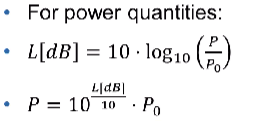 • For power quantities:
• L[dB] = 10 · log₁₀ (P/P₀)
• P = 10^(L[dB]/10) · P₀